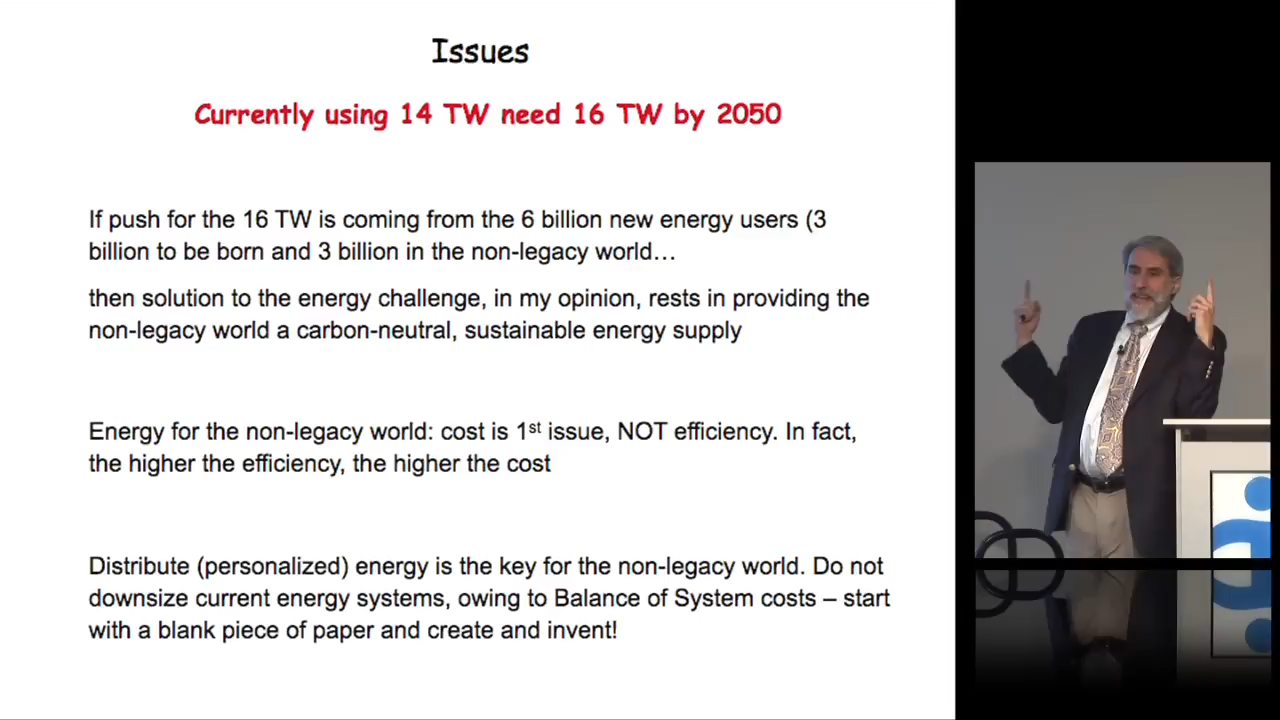 Issues
Currently using 14 TW need 16 TW by 2050
If push for the 16 TW is coming from the 6 billion new energy users (3
billion to be born and 3 billion in the non-legacy world…
then solution to the energy challenge, in my opinion, rests in providing the
non-legacy world a carbon-neutral, sustainable energy supply
Energy for the non-legacy world: cost is 1st issue, NOT efficiency. In fact,
the higher the efficiency, the higher the cost
Distribute (personalized) energy is the key for the non-legacy world. Do not
downsize current energy systems, owing to Balance of System costs – start
with a blank piece of paper and create and invent!